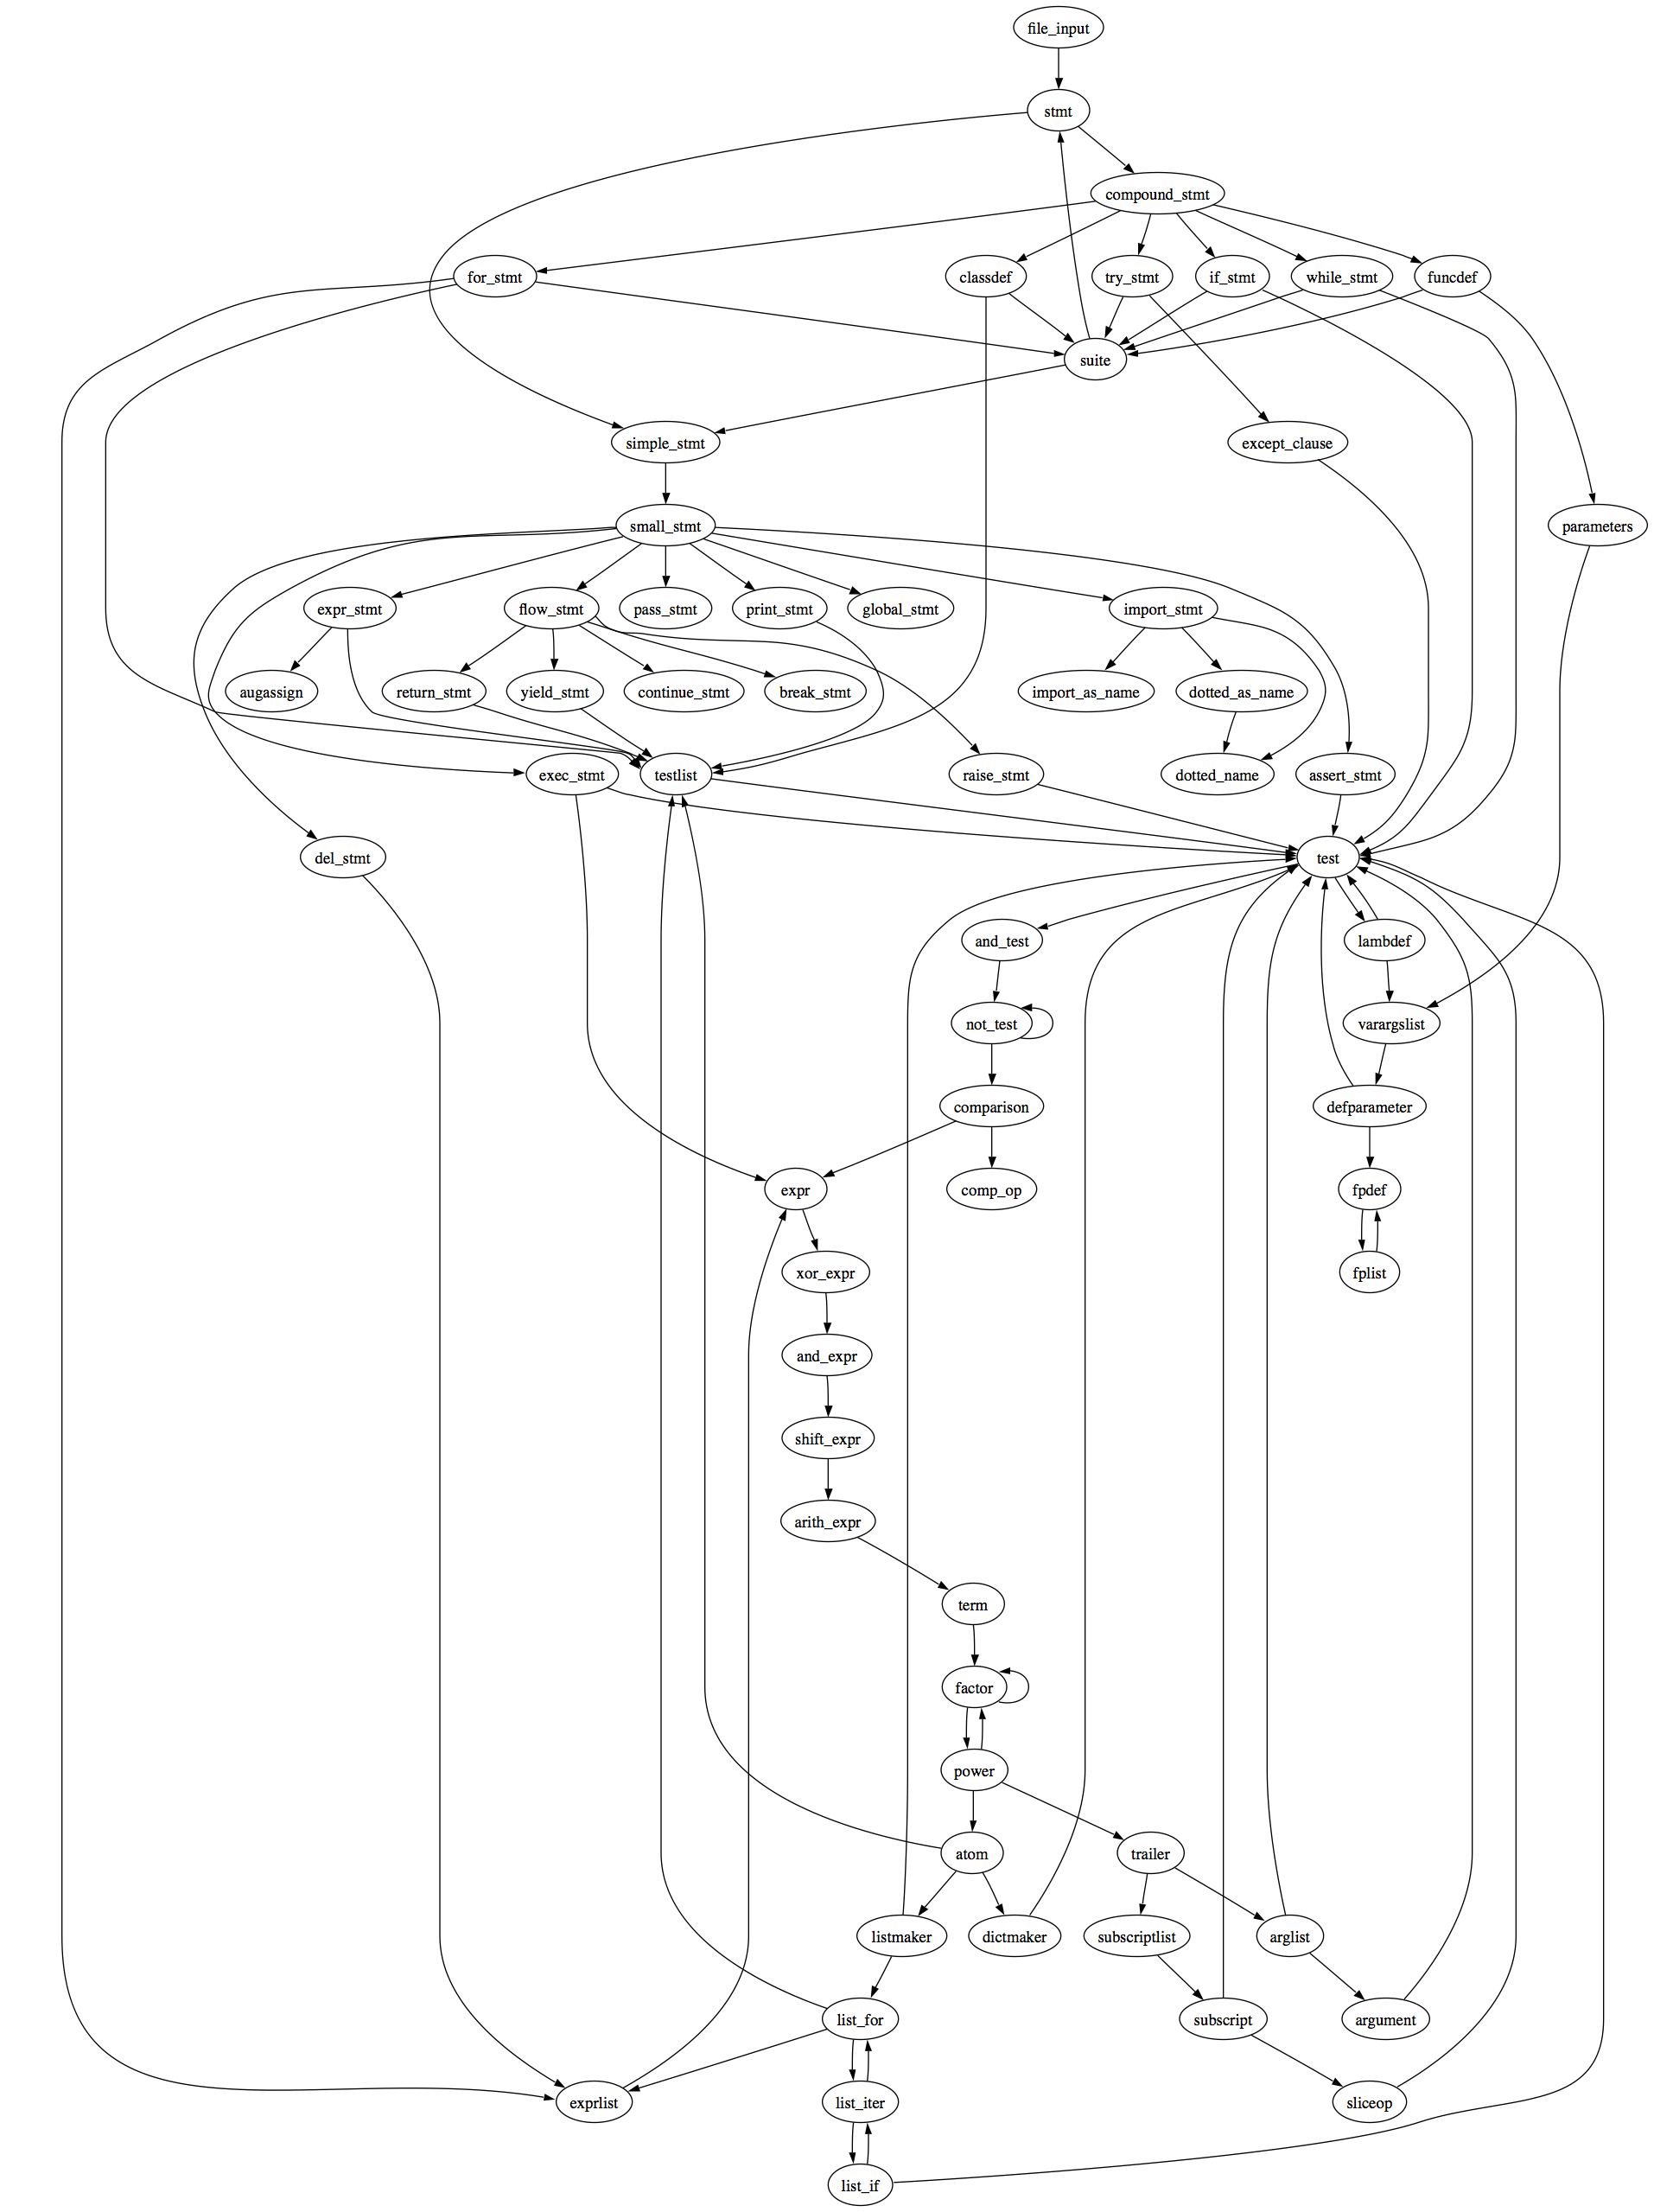 file_input
stmt
compound_stmt
for_stmt
classdef
try_stmt
if_stmt
while_stmt
funcdef
suite
simple_stmt
except_clause
small_stmt
parameters
expr_stmt
flow_stmt
pass_stmt
print_stmt
global_stmt
import_stmt
augassign
return_stmt
yield_stmt
continue_stmt
break_stmt
import_as_name
dotted_as_name
exec_stmt
testlist
raise_stmt
dotted_name
assert_stmt
del_stmt
test
and_test
lambdef
not_test
varargslist
comparison
defparameter
expr
comp_op
fpdef
xor_expr
fplist
and_expr
shift_expr
arith_expr
term
factor
power
atom
trailer
listmaker
dictmaker
subscriptlist
arglist
list_for
subscript
argument
exprlist
list_iter
sliceop
list_if